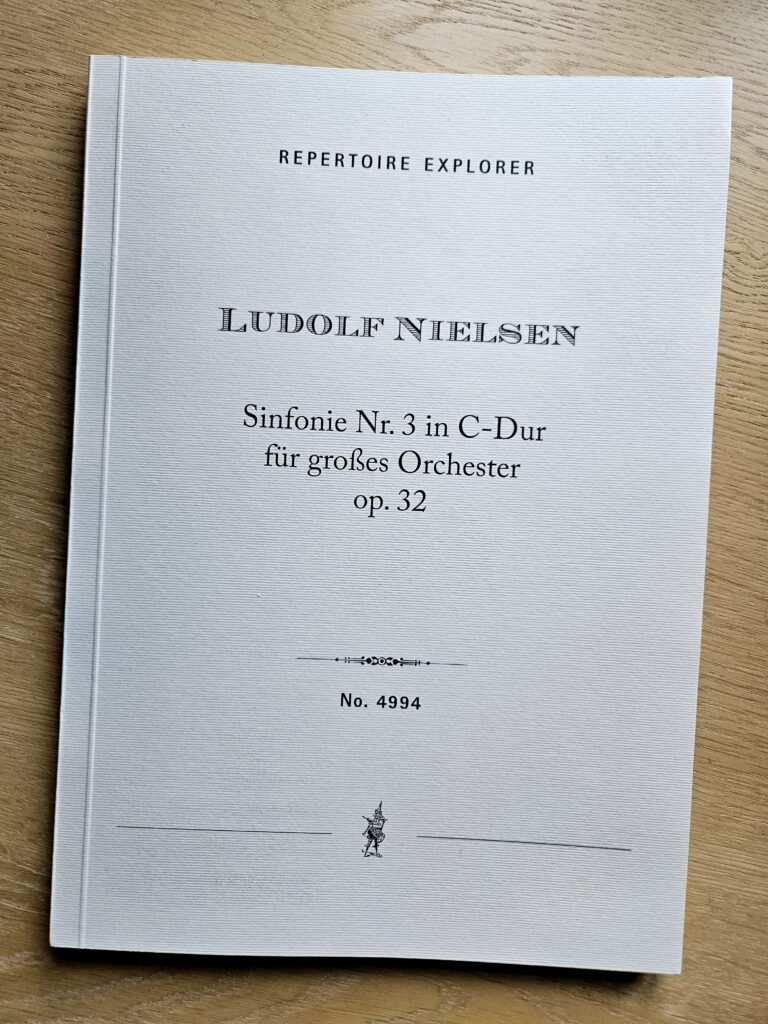 REPERTOIRE EXPLORER
LUDOLF NIELSEN
Sinfonie Nr. 3 in C-Dur
für großes Orchester
op. 32
No. 4994